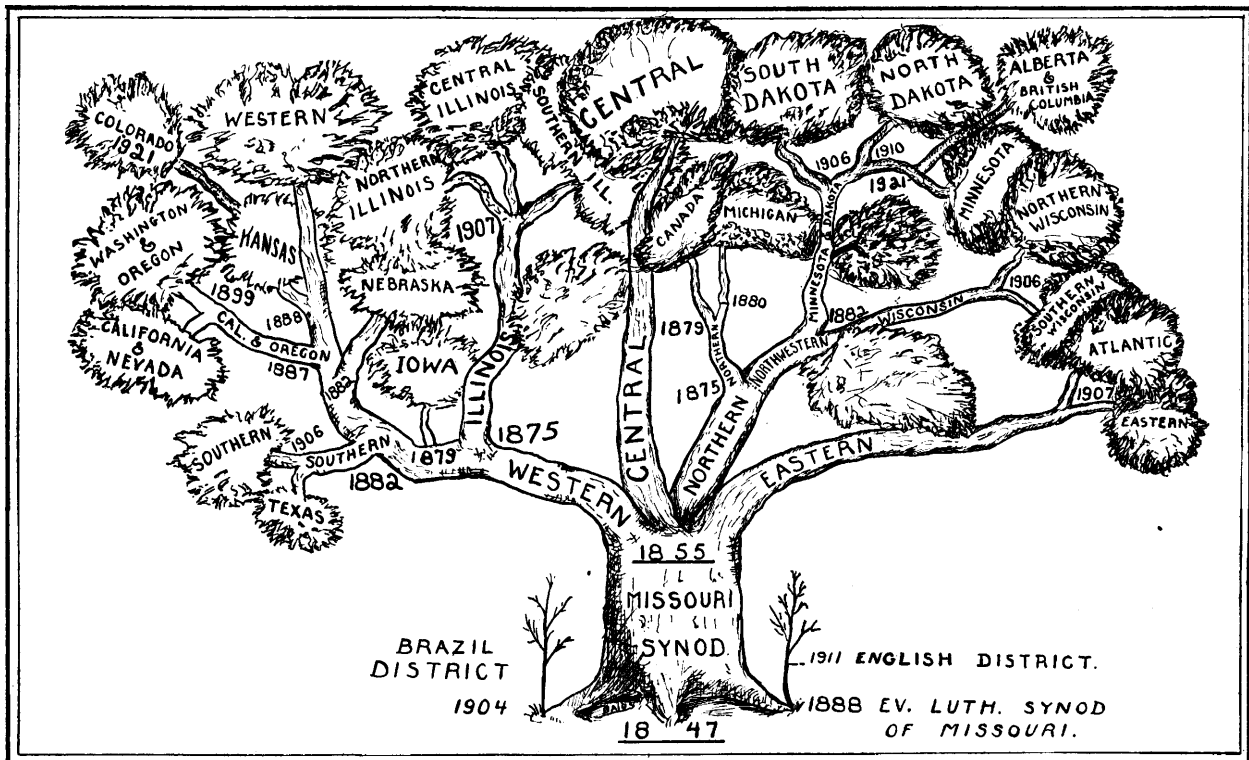 COLORADO
1921
WESTERN
CENTRAL
ILLINOIS
SOUTHERN
ILL.
CENTRAL
SOUTH
DAKOTA
NORTH
DAKOTA
ALBERTA
&
BRITISH
COLUMBIA
WASHINGTON
&
OREGON
KANSAS
NORTHERN
ILLINOIS
1907
CANADA
MICHIGAN
1906
1910
1921
MINNESOTA
NORTHERN
WISCONSIN
1899
CAL. & OREGON
1888
1887
CALIFORNIA
&
NEVADA
NEBRASKA
1882
IOWA
ILLINOIS
1879
1880
NORTHERN
1875
MINNESOTA & DAKOTA
NORTHWESTERN
1882
WISCONSIN
1906
SOUTHERN
WISCONSIN
ATLANTIC
1907
EASTERN
SOUTHERN
1906
SOUTHERN
TEXAS
1882
1879
1875
WESTERN
CENTRAL
NORTHERN
EASTERN
1855
MISSOURI
SYNOD
BRAZIL
DISTRICT
1904
1911 ENGLISH DISTRICT.
1888 EV. LUTH. SYNOD
OF MISSOURI.
1847